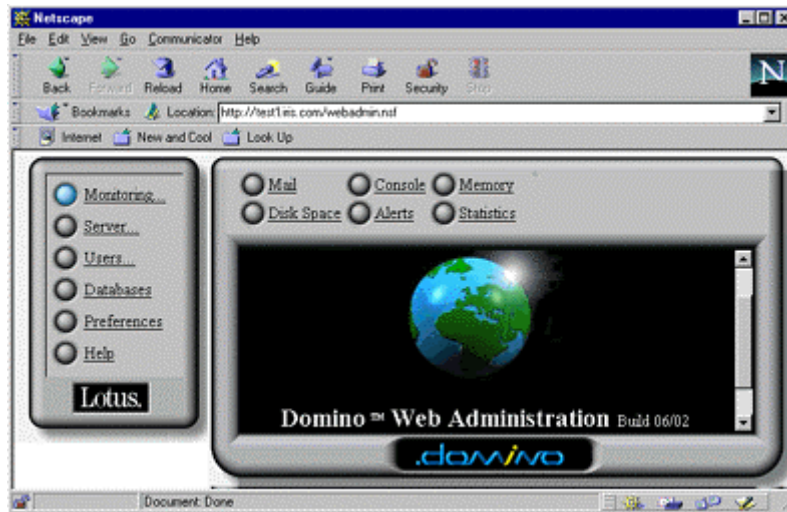 Netscape
File Edit View Go Communicator Help
Back Forward Reload Home Search Guide Print Security Stop
N
Bookmarks Location: http://test1.iris.com/webadmin.nsf
Internet New and Cool Look Up
Monitoring...
Server...
Users...
Databases
Preferences
Help
Lotus.
Mail Console Memory
Disk Space Alerts Statistics
Domino ™ Web Administration Build 06/02
.domino
Document: Done